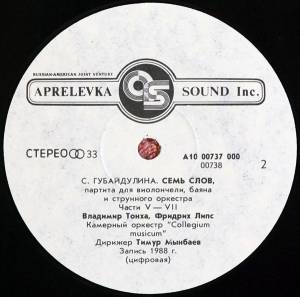 RUSSIAN-AMERICAN JOINT VENTURE
APRELEVKA SOUND Inc.
СТЕРЕО 33
A10 00737 000
00738
2
С. ГУБАЙДУЛИНА. СЕМЬ СЛОВ,
партита для виолончели, баяна
и струнного оркестра
Части V — VII
Владимир Тонха, Фридрих Липс
Камерный оркестр "Collegium
musicum"
Дирижер Тимур Мынбаев
Запись 1988 г.
(цифровая)